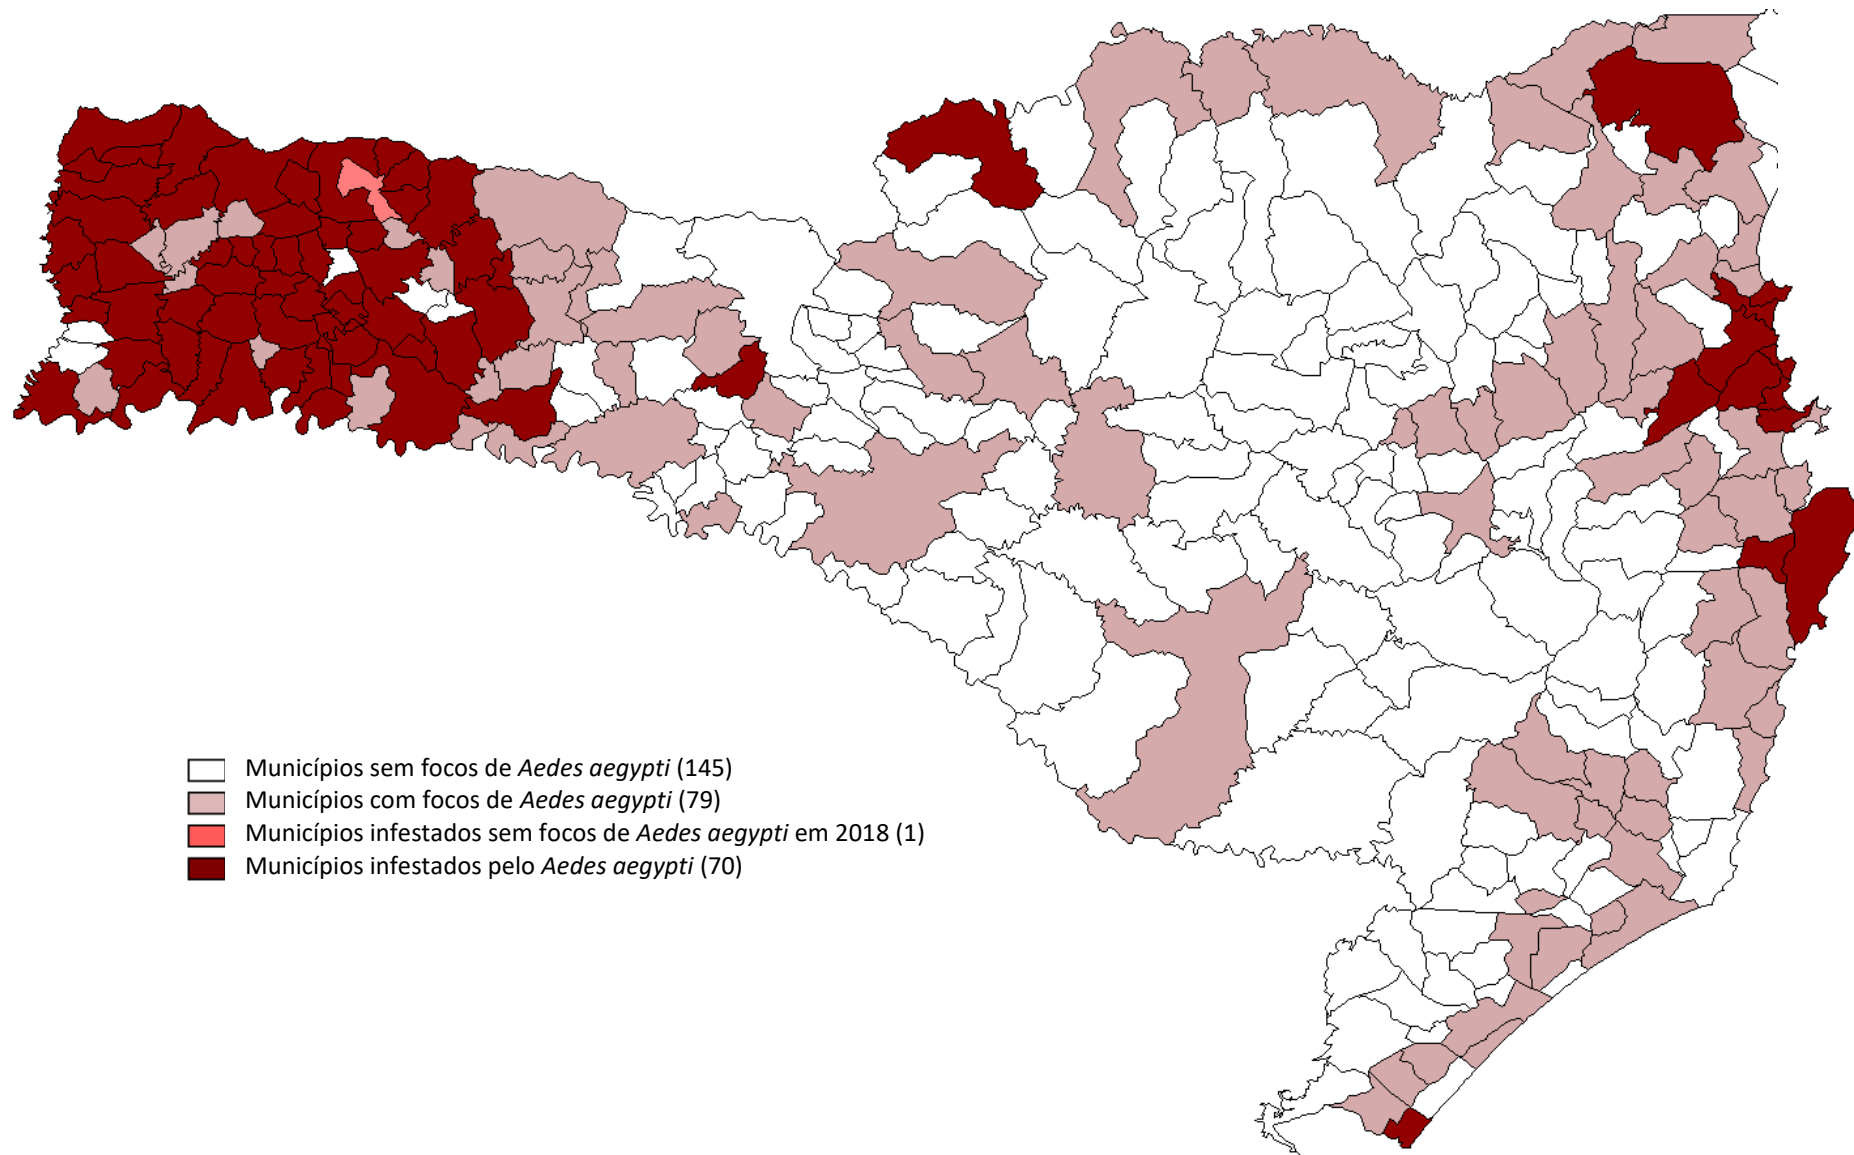 Municípios sem focos de Aedes aegypti (145)
Municípios com focos de Aedes aegypti (79)
Municípios infestados sem focos de Aedes aegypti em 2018 (1)
Municípios infestados pelo Aedes aegypti (70)